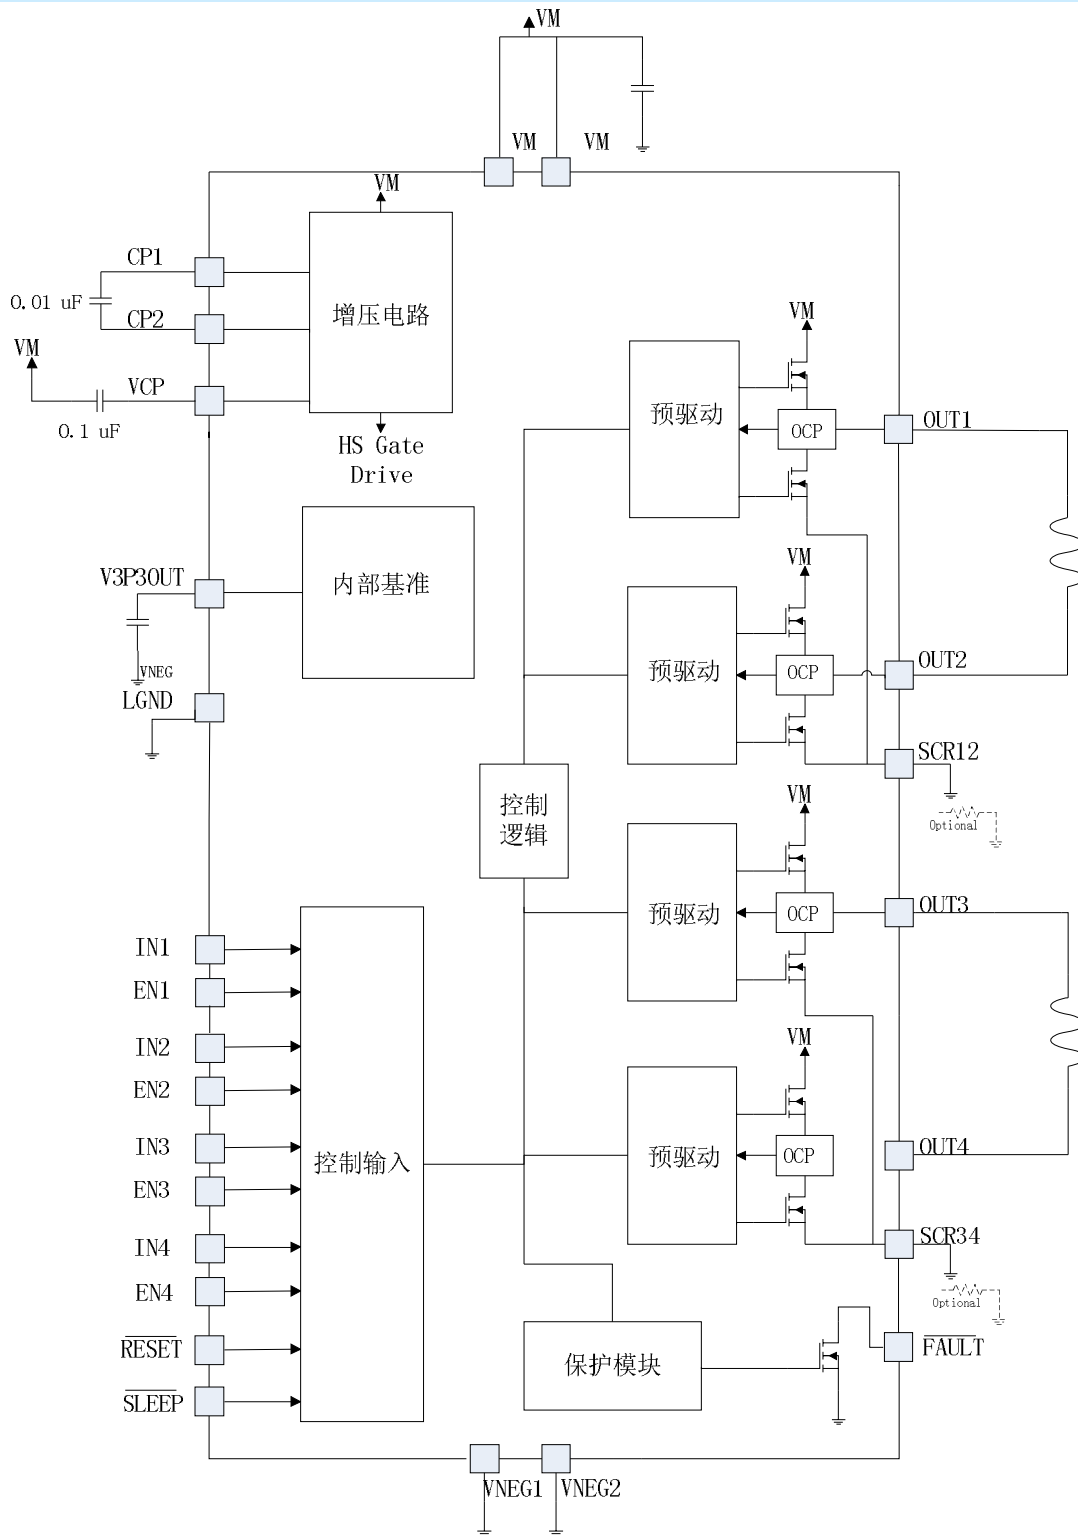 VM
VM
VM
VM
CP1
0.01 uF
CP2
增压电路
VM
VCP
0.1 uF
HS Gate
Drive
VM
预驱动
OCP
OUT1
V3P3OUT
内部基准
VNEG
LGND
VM
预驱动
OCP
OUT2
SCR12
Optional
控制
逻辑
VM
预驱动
OCP
OUT3
IN1
EN1
IN2
EN2
IN3
EN3
IN4
EN4
RESET
SLEEP
控制输入
VM
预驱动
OCP
OUT4
SCR34
Optional
保护模块
FAULT
VNEG1
VNEG2